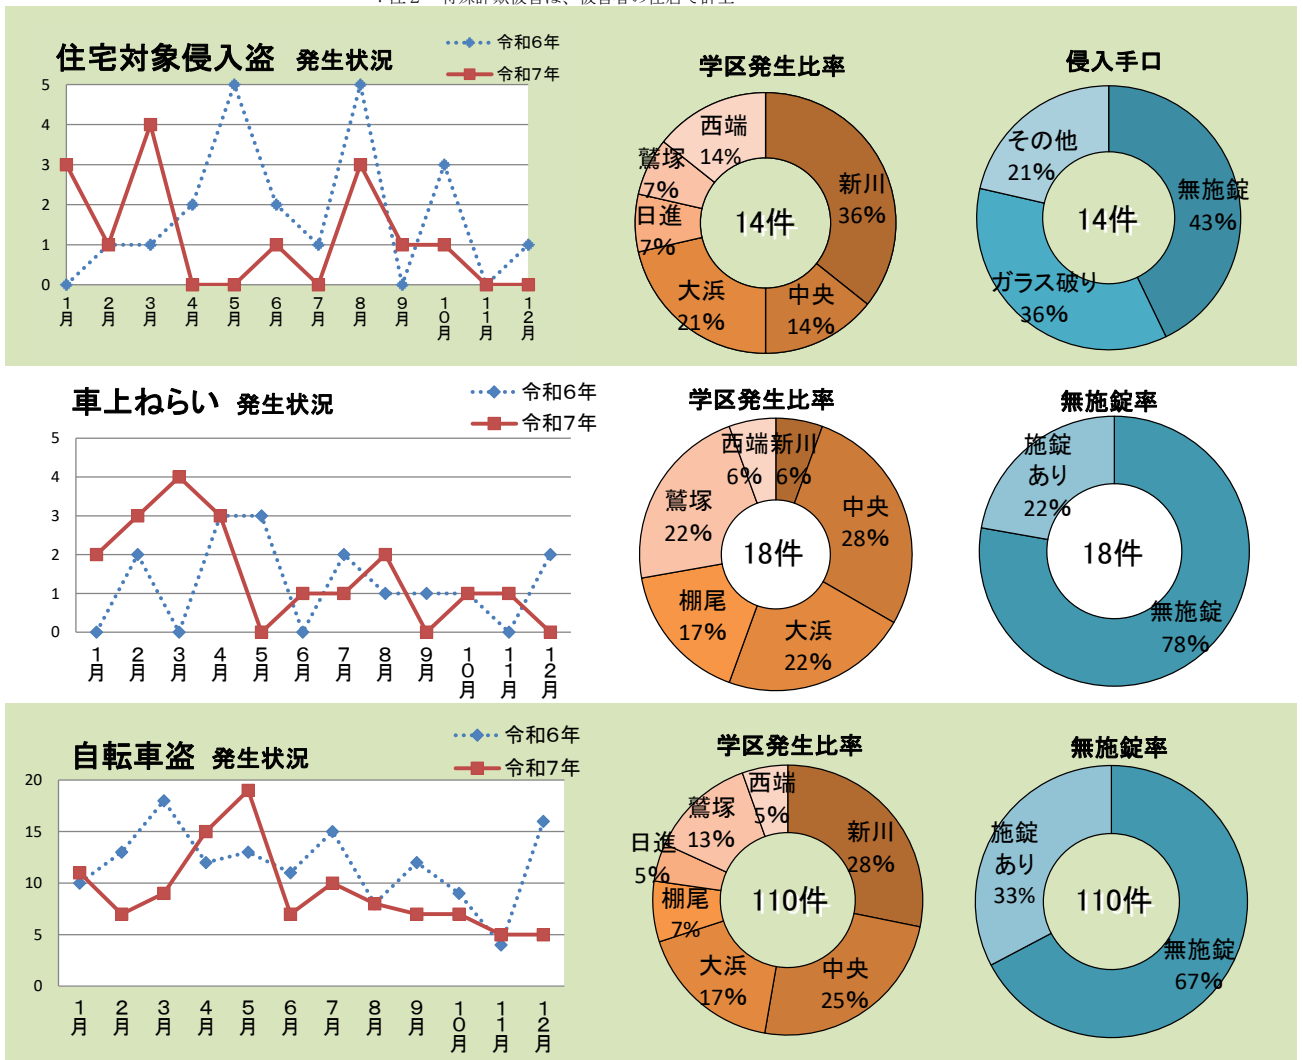 住宅対象侵入盗 発生状況
令和6年
令和7年
5
4
3
2
1
0
1月
2月
3月
4月
5月
6月
7月
8月
9月
10月
11月
12月
学区発生比率
西端
14%
鷲塚
7%
日進
7%
大浜
21%
中央
14%
新川
36%
14件
侵入手口
その他
21%
無施錠
43%
ガラス破り
36%
14件
車上ねらい 発生状況
令和6年
令和7年
5
4
3
2
1
0
1月
2月
3月
4月
5月
6月
7月
8月
9月
10月
11月
12月
学区発生比率
西端
6%
新川
6%
中央
28%
鷲塚
22%
棚尾
17%
大浜
22%
18件
無施錠率
施錠
あり
22%
無施錠
78%
18件
自転車盗 発生状況
令和6年
令和7年
20
15
10
5
0
1月
2月
3月
4月
5月
6月
7月
8月
9月
10月
11月
12月
学区発生比率
西端
5%
鷲塚
13%
日進
5%
棚尾
7%
大浜
17%
中央
25%
新川
28%
110件
無施錠率
施錠
あり
33%
無施錠
67%
110件